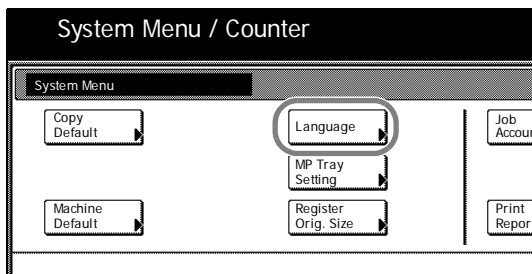 System Menu / Counter
System Menu
Copy
Default
Language
Job
Accoun
MP Tray
Setting
Machine
Default
Register
Orig. Size
Print
Repor